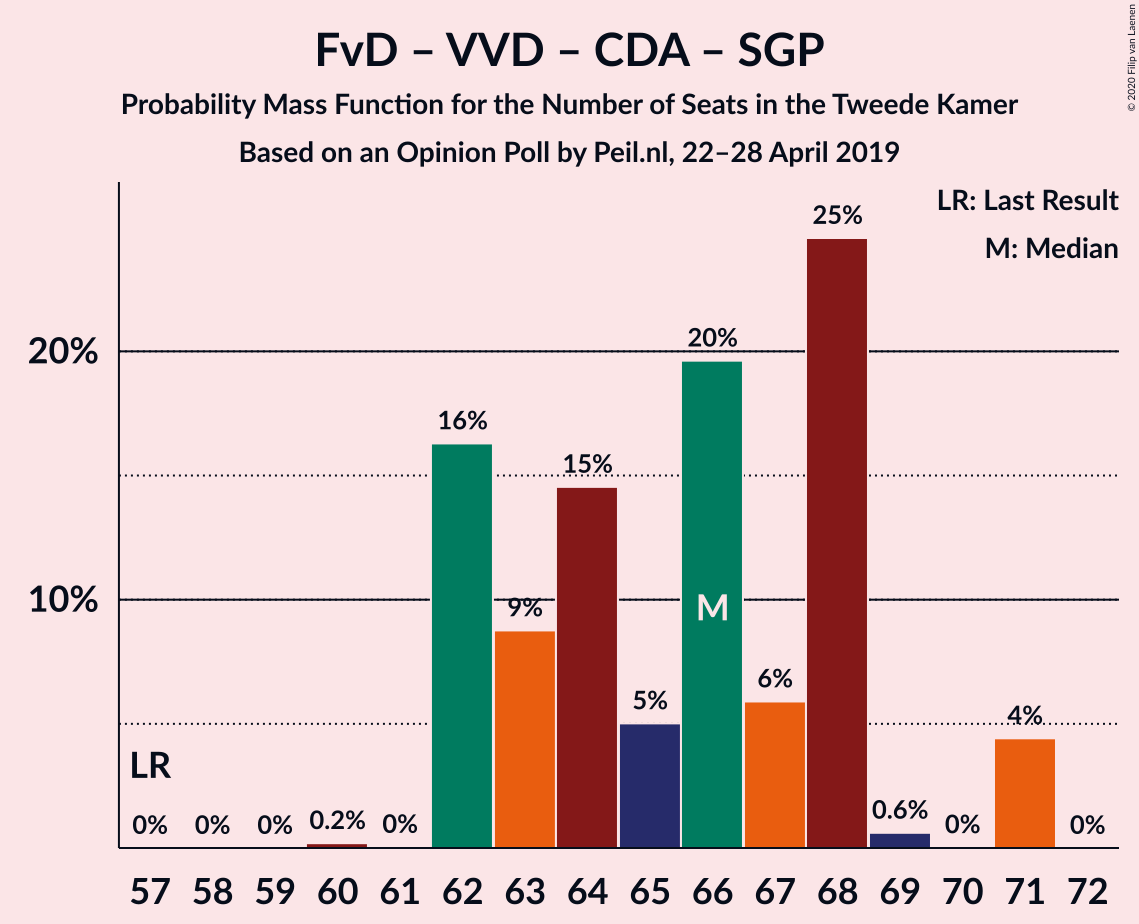 FvD – VVD – CDA – SGP
Probability Mass Function for the Number of Seats in the Tweede Kamer
Based on an Opinion Poll by Peil.nl, 22–28 April 2019
© 2020 Filip van Laenen
LR: Last Result
M: Median
25%
20%
20%
16%
15%
10%
9%
M
6%
5%
4%
LR
0% 0% 0% 0.2% 0% 0.6% 0% 0%
57 58 59 60 61 62 63 64 65 66 67 68 69 70 71 72